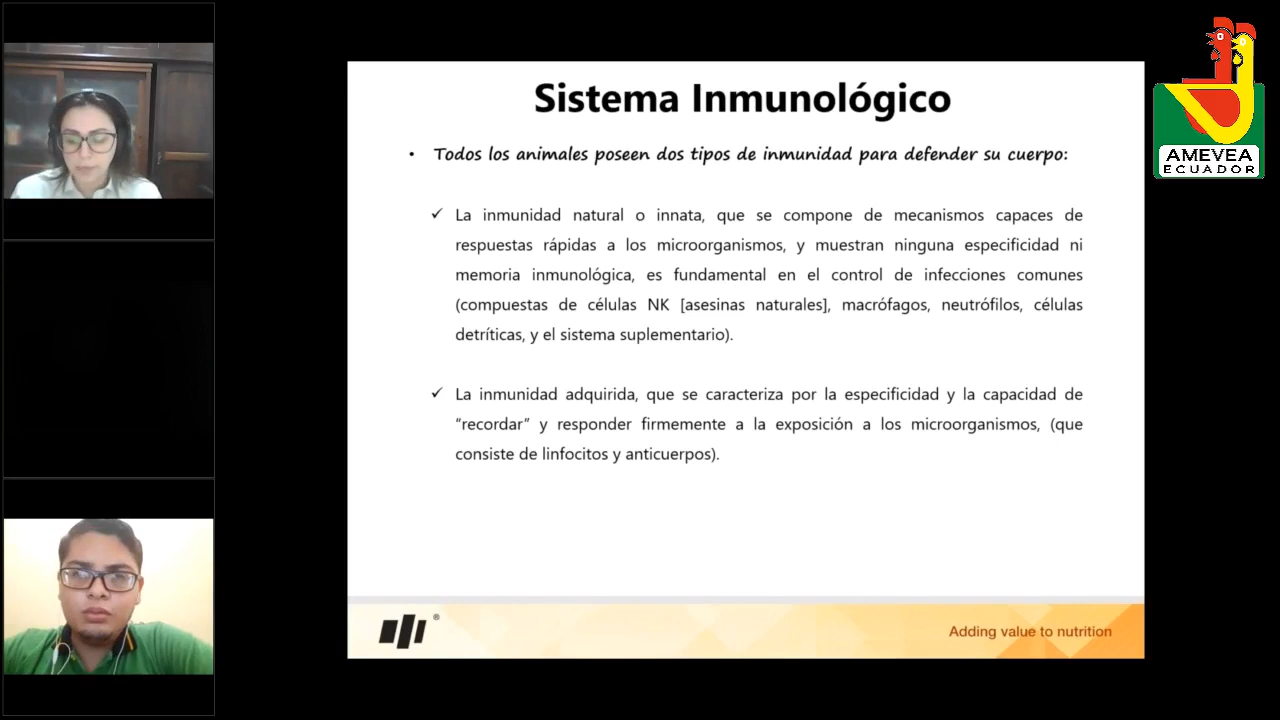 Sistema Inmunológico
• Todos los animales poseen dos tipos de inmunidad para defender su cuerpo:
✓ La inmunidad natural o innata, que se compone de mecanismos capaces de
respuestas rápidas a los microorganismos, y muestran ninguna especificidad ni
memoria inmunológica, es fundamental en el control de infecciones comunes
(compuestas de células NK [asesinas naturales], macrófagos, neutrófilos, células
detríticas, y el sistema suplementario).
✓ La inmunidad adquirida, que se caracteriza por la especificidad y la capacidad de
“recordar” y responder firmemente a la exposición a los microorganismos, (que
consiste de linfocitos y anticuerpos).
®
Adding value to nutrition
AMEVEA
ECUADOR